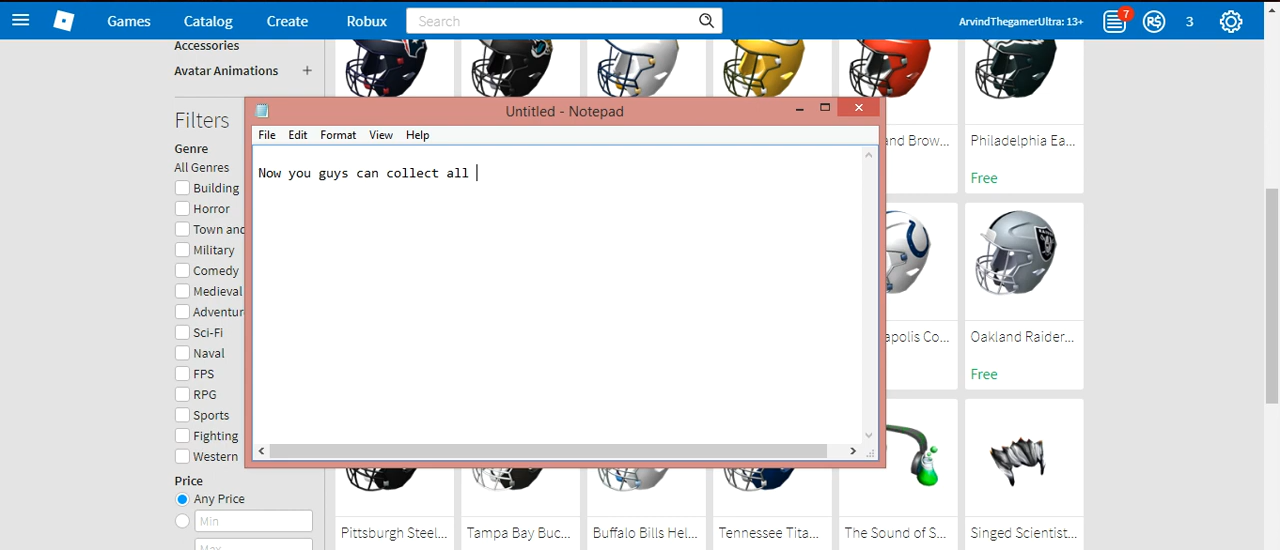 Games
Catalog
Create
Robux
Search
ArvindThegamerUltra: 13+
7
R$
3
Accessories
Avatar Animations +
Filters
Genre
All Genres
Building
Horror
Town and
Military
Comedy
Medieval
Adventur
Sci-Fi
Naval
FPS
RPG
Sports
Fighting
Western
Price
Any Price
Min
Max
Untitled - Notepad
File Edit Format View Help
Now you guys can collect all
and Brow...
Philadelphia Ea...
Free
apolis Co...
Oakland Raider...
Free
Pittsburgh Steel...
Tampa Bay Buc...
Buffalo Bills Hel...
Tennessee Tita...
The Sound of S...
Singed Scientist...